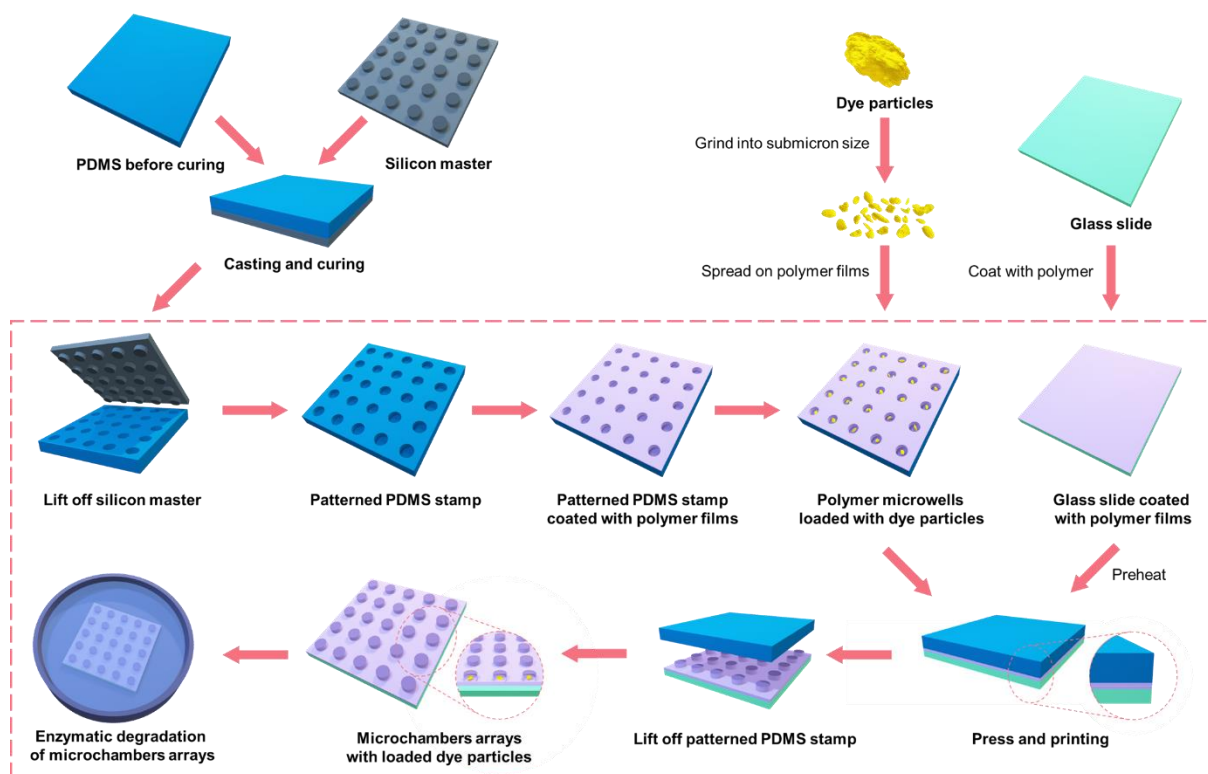 PDMS before curing
Silicon master
Dye particles
Grind into submicron size
Glass slide
Casting and curing
Spread on polymer films
Coat with polymer
Lift off silicon master
Patterned PDMS stamp
Patterned PDMS stamp
coated with polymer films
Polymer microwells
loaded with dye particles
Glass slide coated
with polymer films
Preheat
Enzymatic degradation
of microchambers arrays
Microchambers arrays
with loaded dye particles
Lift off patterned PDMS stamp
Press and printing